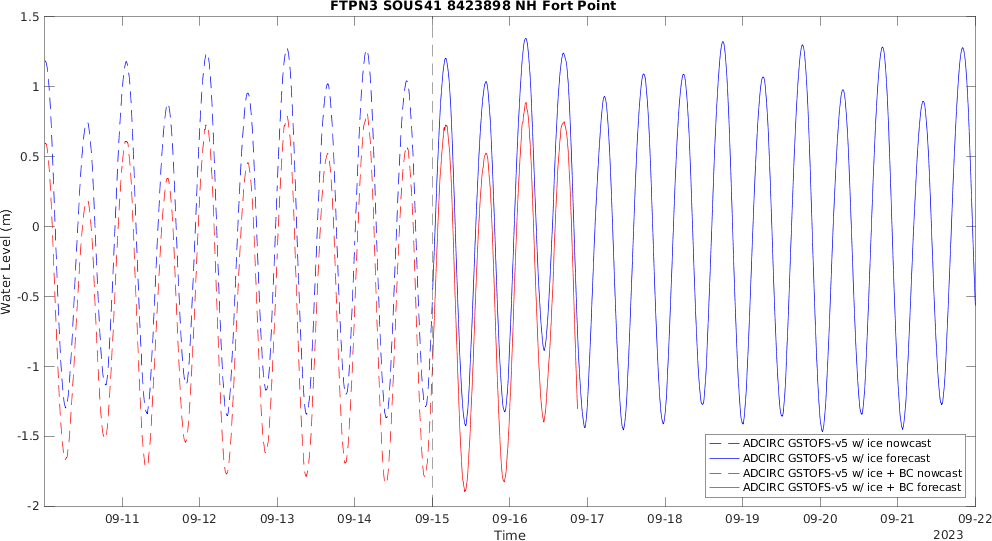 FTPN3 SOUS41 8423898 NH Fort Point
1.5
1
0.5
0
-0.5
-1
-1.5
-2
Water Level (m)
ADCIRC GSTOFS-v5 w/ ice nowcast
ADCIRC GSTOFS-v5 w/ ice forecast
ADCIRC GSTOFS-v5 w/ ice + BC nowcast
ADCIRC GSTOFS-v5 w/ ice + BC forecast
09-11 09-12 09-13 09-14 09-15 09-16 09-17 09-18 09-19 09-20 09-21 09-22
Time
2023